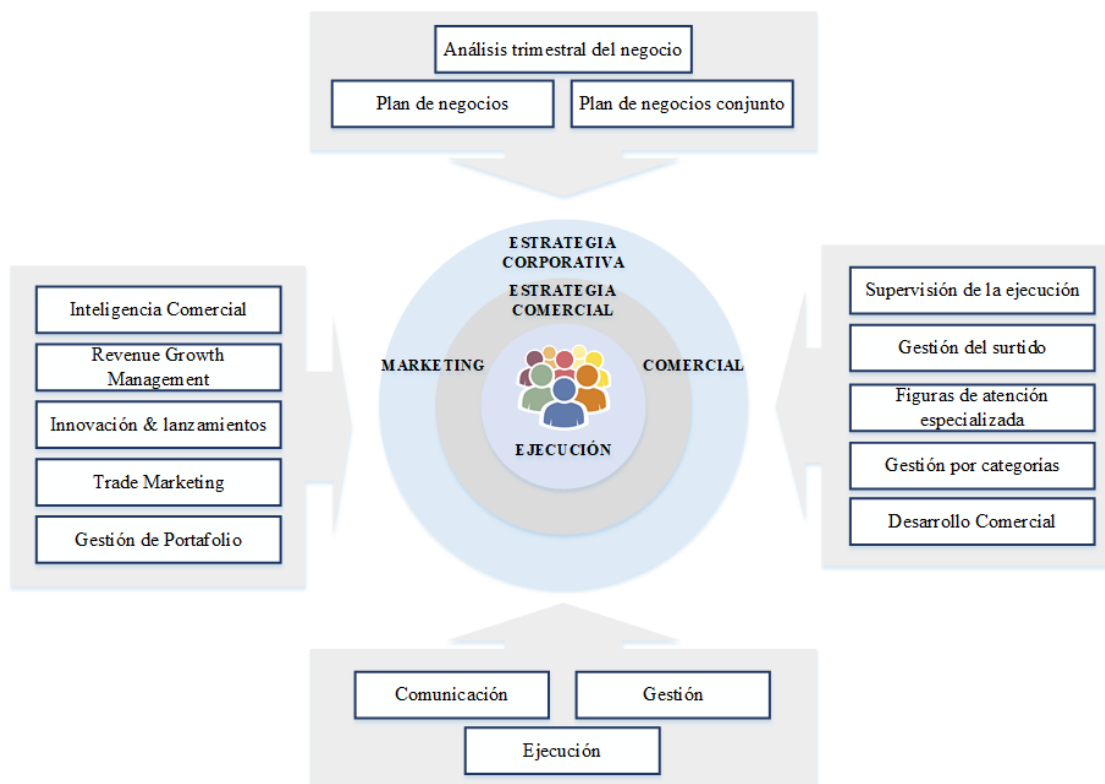 Análisis trimestral del negocio
Plan de negocios
Plan de negocios conjunto
ESTRATEGIA
CORPORATIVA
ESTRATEGIA
COMERCIAL
MARKETING
COMERCIAL
EJECUCIÓN
Inteligencia Comercial
Revenue Growth
Management
Innovación & lanzamientos
Trade Marketing
Gestión de Portafolio
Supervisión de la ejecución
Gestión del surtido
Figuras de atención
especializada
Gestión por categorías
Desarrollo Comercial
Comunicación
Gestión
Ejecución